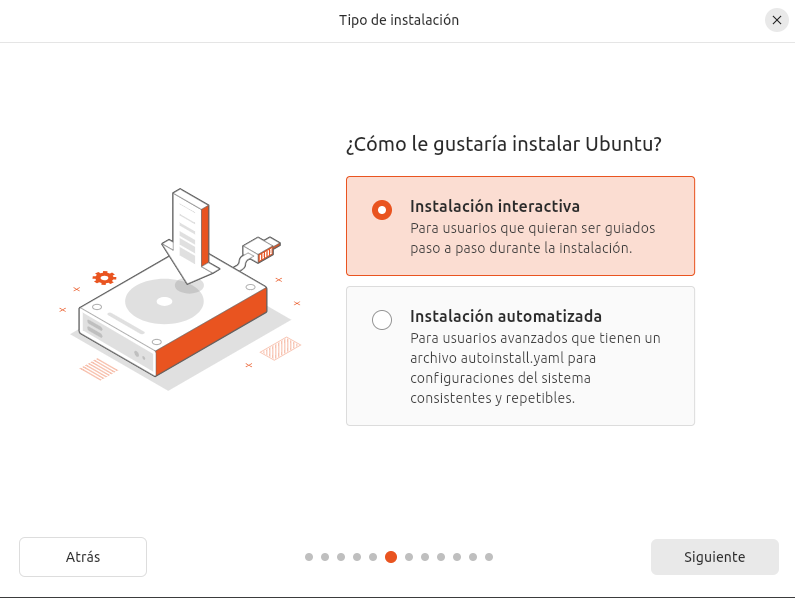 Tipo de instalación
¿Cómo le gustaría instalar Ubuntu?
Instalación interactiva
Para usuarios que quieran ser guiados
paso a paso durante la instalación.
Instalación automatizada
Para usuarios avanzados que tienen un
archivo autoinstall.yaml para
configuraciones del sistema
consistentes y repetibles.
Atrás
Siguiente